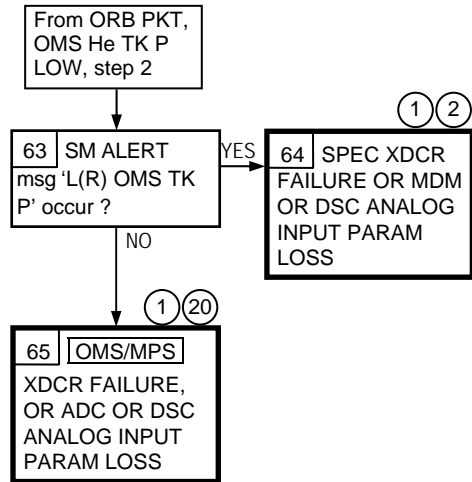 From ORB PKT,
OMS He TK P
LOW, step 2
1 2
63 SM ALERT
msg ‘L(R) OMS TK
P’ occur ?
YES
64 SPEC XDCR
FAILURE OR MDM
OR DSC ANALOG
INPUT PARAM
LOSS
NO
1 20
65 OMS/MPS
XDCR FAILURE,
OR ADC OR DSC
ANALOG INPUT
PARAM LOSS